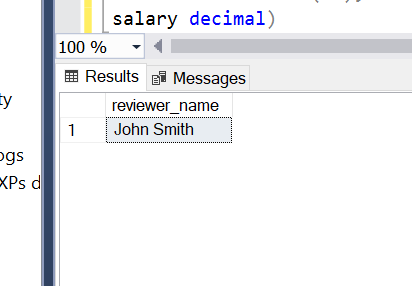 salary decimal)
100 %
Results Messages
ty
reviewer_name
1 John Smith
ogs
XPs d